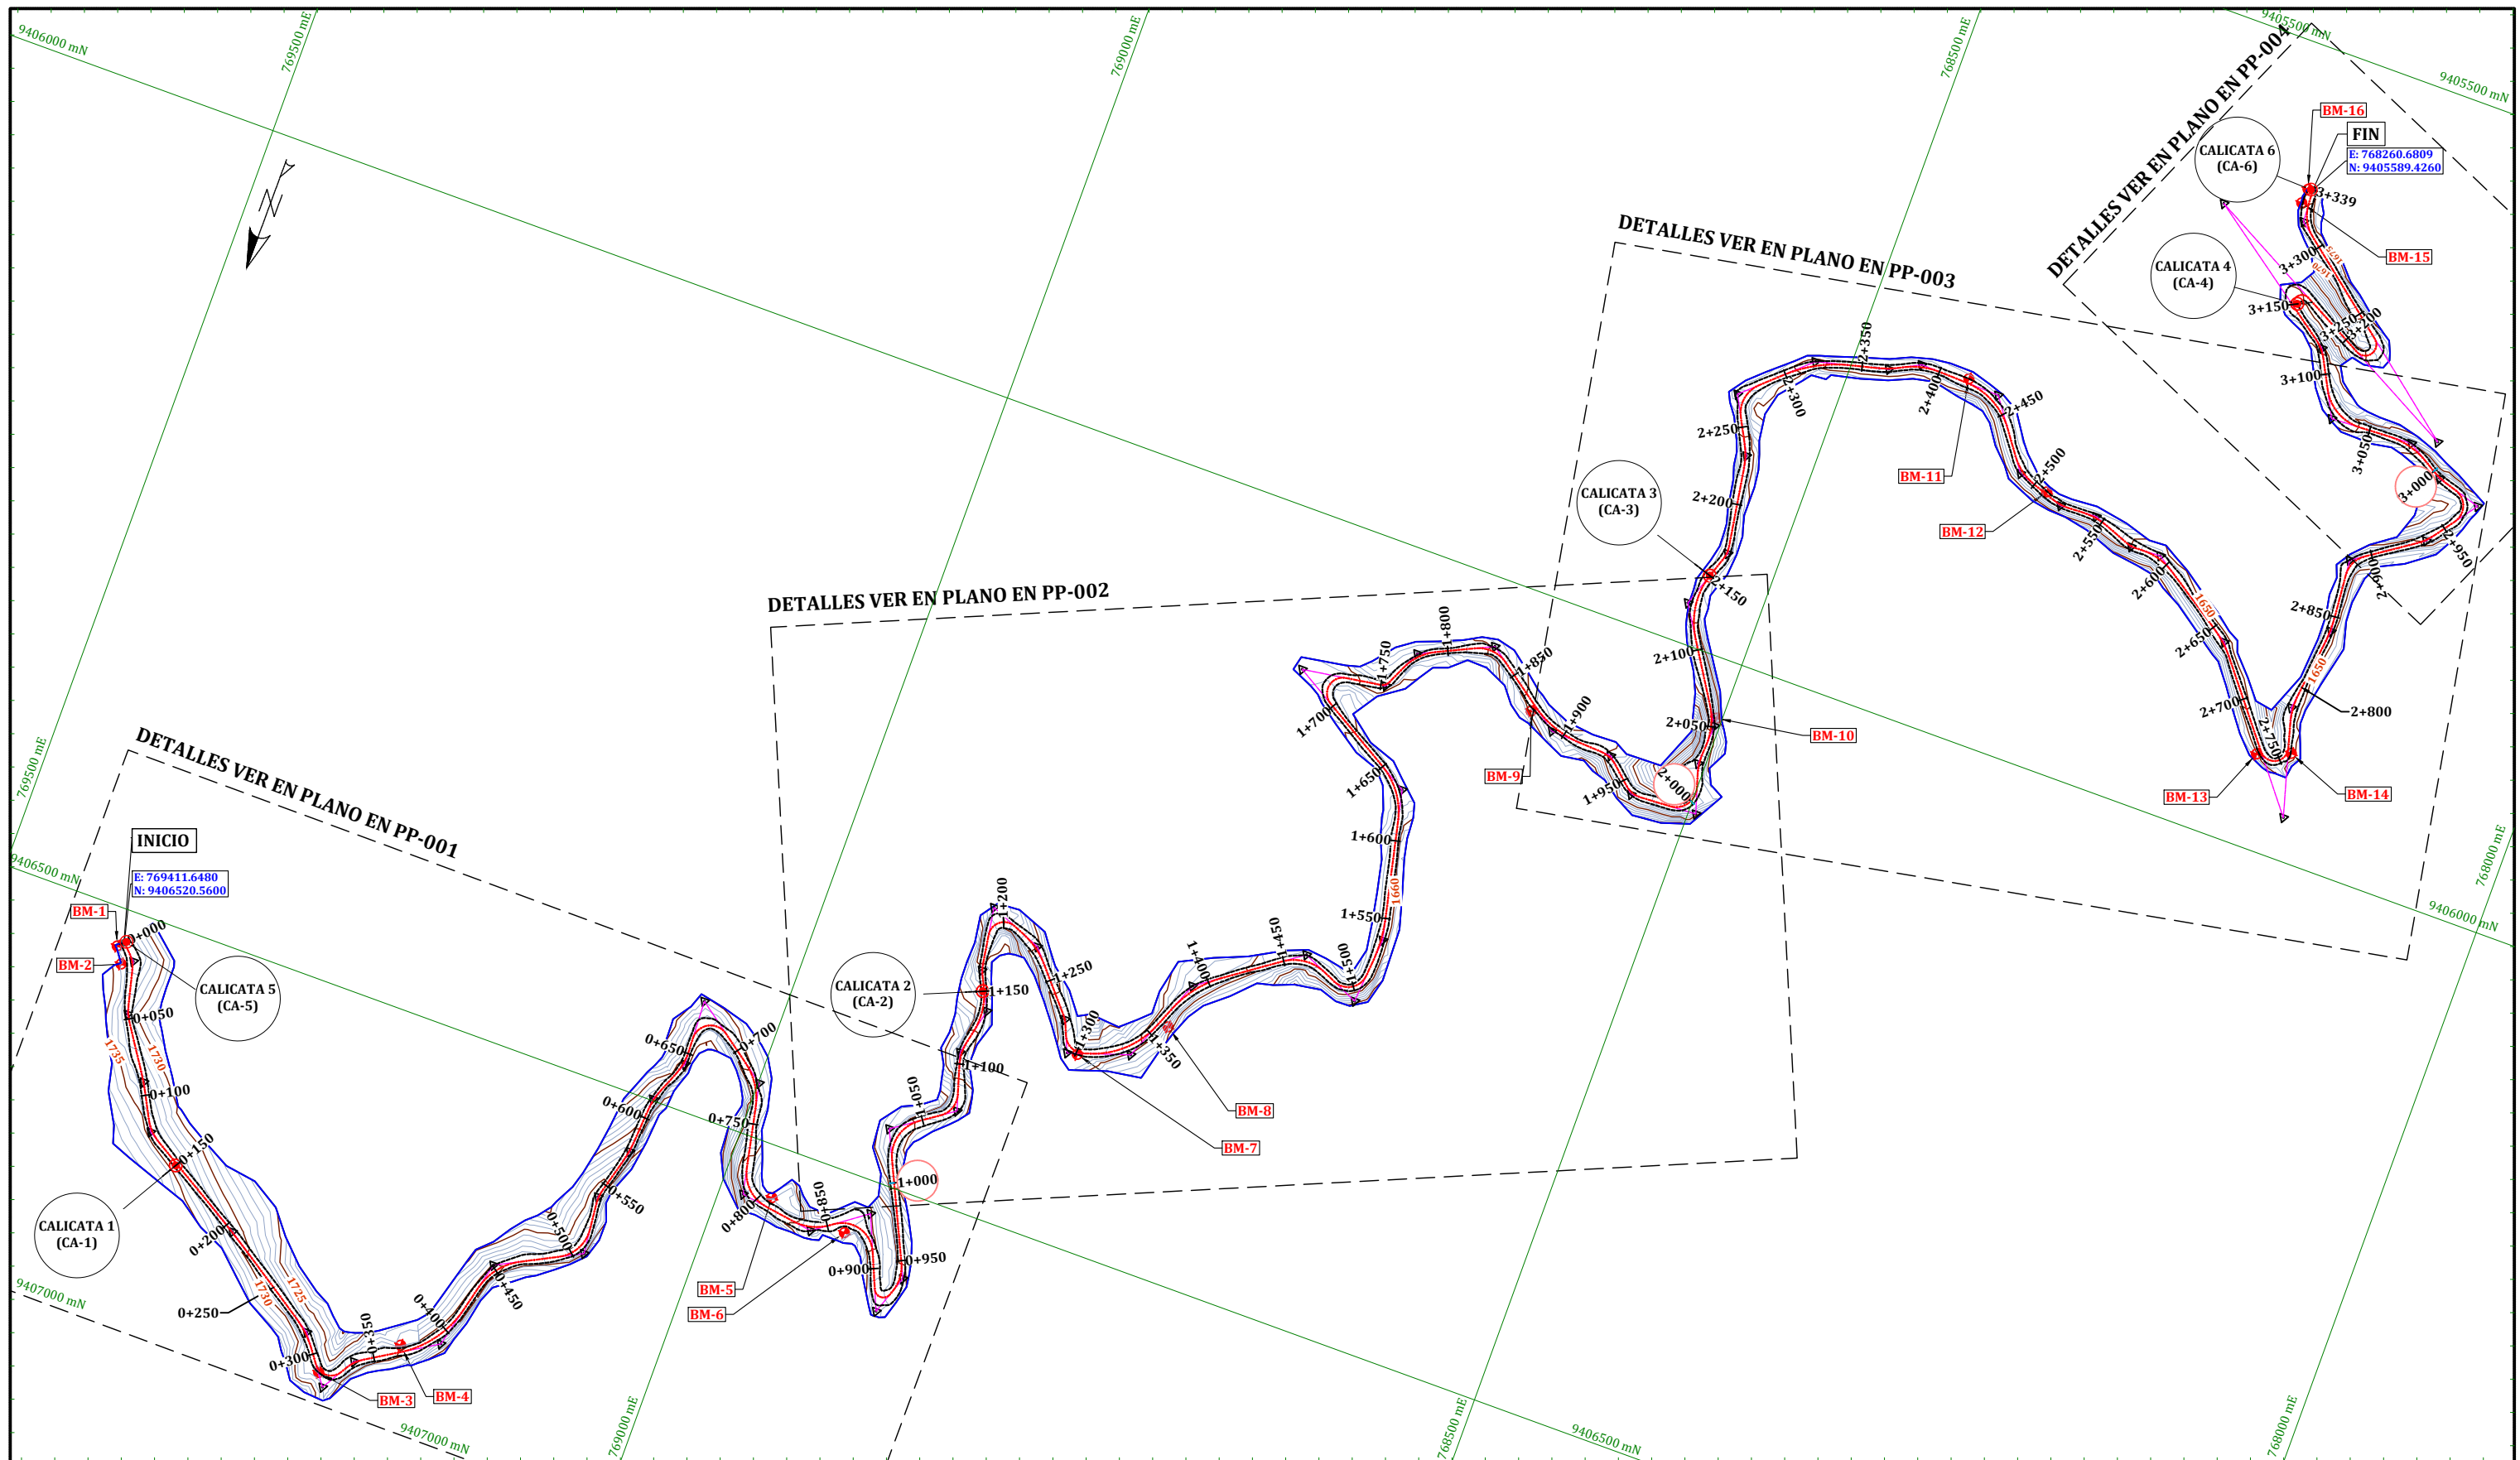 9406000 mN
769500 mE
769000 mE
768500 mE
9405500 mN
9405500 mN
DETALLES VER EN PLANO EN PP-004
BM-16
FIN
E: 768260.6809
N: 9405589.4260
CALICATA 6
(CA-6)
3+339
BM-15
CALICATA 4
(CA-4)
3+300
1675
1670
3+150
3+250
3+200
3+100
3+050
3+000
2+950
2+900
2+850
1650
2+800
DETALLES VER EN PLANO EN PP-003
2+350
2+300
2+400
2+450
2+250
BM-11
2+500
2+200
CALICATA 3
(CA-3)
BM-12
2+550
2+600
2+150
1650
2+650
2+100
2+700
2+750
2+050
BM-10
BM-13
BM-14
DETALLES VER EN PLANO EN PP-002
1+800
1+750
1+850
1+900
1+700
BM-9
1+950
2+000
1+650
1+600
1660
1+550
1+500
1+450
1+400
1+350
1+300
1+250
1+200
CALICATA 2
(CA-2)
1+150
1+100
1+050
BM-8
BM-7
1+000
768000 mE
9406000 mN
769500 mE
DETALLES VER EN PLANO EN PP-001
INICIO
E: 769411.6480
N: 9406520.5600
9406500 mN
BM-1
0+000
BM-2
CALICATA 5
(CA-5)
0+050
1735
1730
0+100
0+150
CALICATA 1
(CA-1)
0+200
0+250
1730
1725
0+300
0+350
0+400
0+450
0+500
0+550
0+600
0+650
0+700
0+750
0+800
0+850
0+900
0+950
BM-5
BM-6
BM-3
BM-4
9407000 mN
9407000 mN
769000 mE
768500 mE
9406500 mN
768000 mE